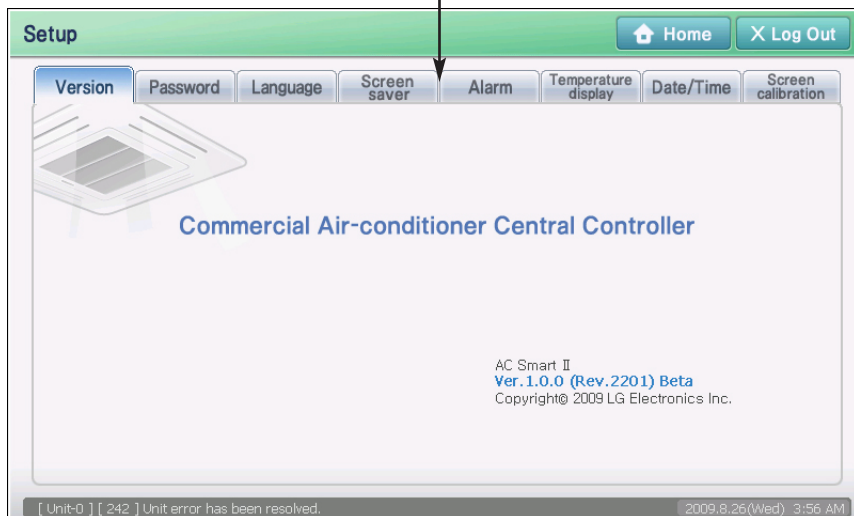 Setup
Home
X Log Out
Version
Password
Language
Screen
saver
Alarm
Temperature
display
Date/Time
Screen
calibration
Commercial Air-conditioner Central Controller
AC Smart II
Ver.1.0.0 (Rev.2201) Beta
Copyright© 2009 LG Electronics Inc.
[ Unit-0 ] [ 242 ] Unit error has been resolved.
2009.8.26(Wed) 3:56 AM